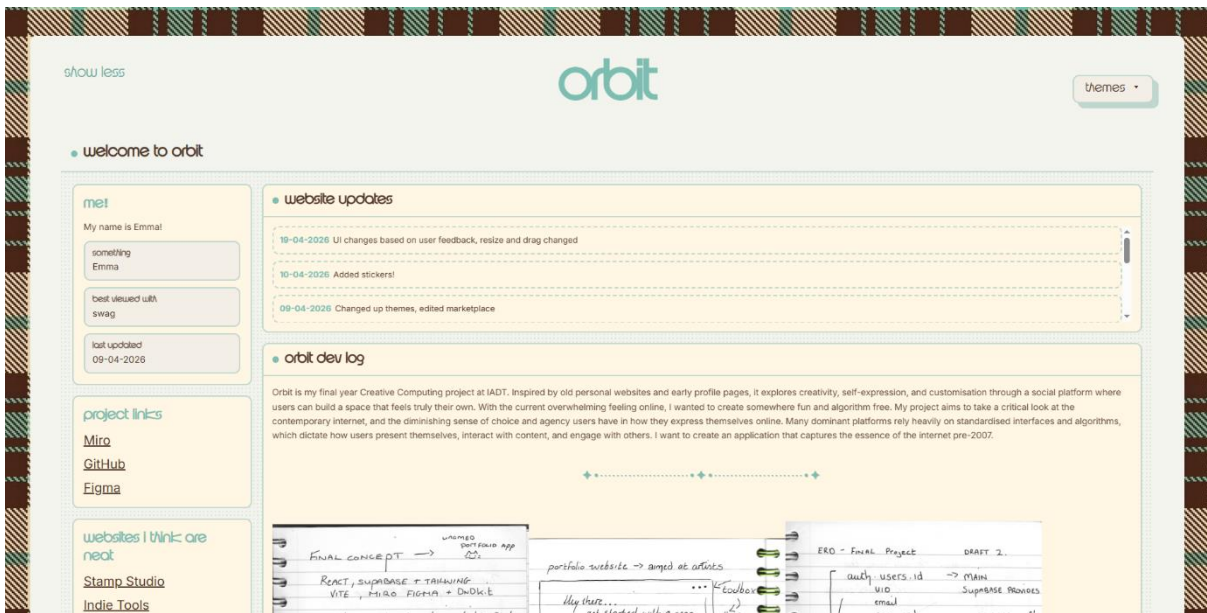 show less
orbit
themes
welcome to orbit
me!
My name is Emma!
something
Emma
best viewed with
swag
last updated
09-04-2026
project links
Miro
GitHub
Figma
websites I think are
neat
Stamp Studio
Indie Tools
website updates
19-04-2026 UI changes based on user feedback, resize and drag changed
10-04-2026 Added stickers!
09-04-2026 Changed up themes, edited marketplace
orbit dev log
Orbit is my final year Creative Computing project at IADT. Inspired by old personal websites and early profile pages, it explores creativity, self-expression, and customisation through a social platform where
users can build a space that feels truly their own. With the current overwhelming feeling online, I wanted to create somewhere fun and algorithm free. My project aims to take a critical look at the
contemporary internet, and the diminishing sense of choice and agency users have in how they express themselves online. Many dominant platforms rely heavily on standardised interfaces and algorithms,
which dictate how users present themselves, interact with content, and engage with others. I want to create an application that captures the essence of the internet pre-2007.
UNAMED
PORTFOLIO APP
FINAL CONCEPT →
REACT, SUPABASE + TAILWING
VITE, MIRO FIGMA + DNDKit
portfolio website → aimed at artists
toolbox
Hey there...
ERD - FINAL Project DRAFT 2.
auth.users.id → MAIN
UID SUPABASE PROVIDES
email